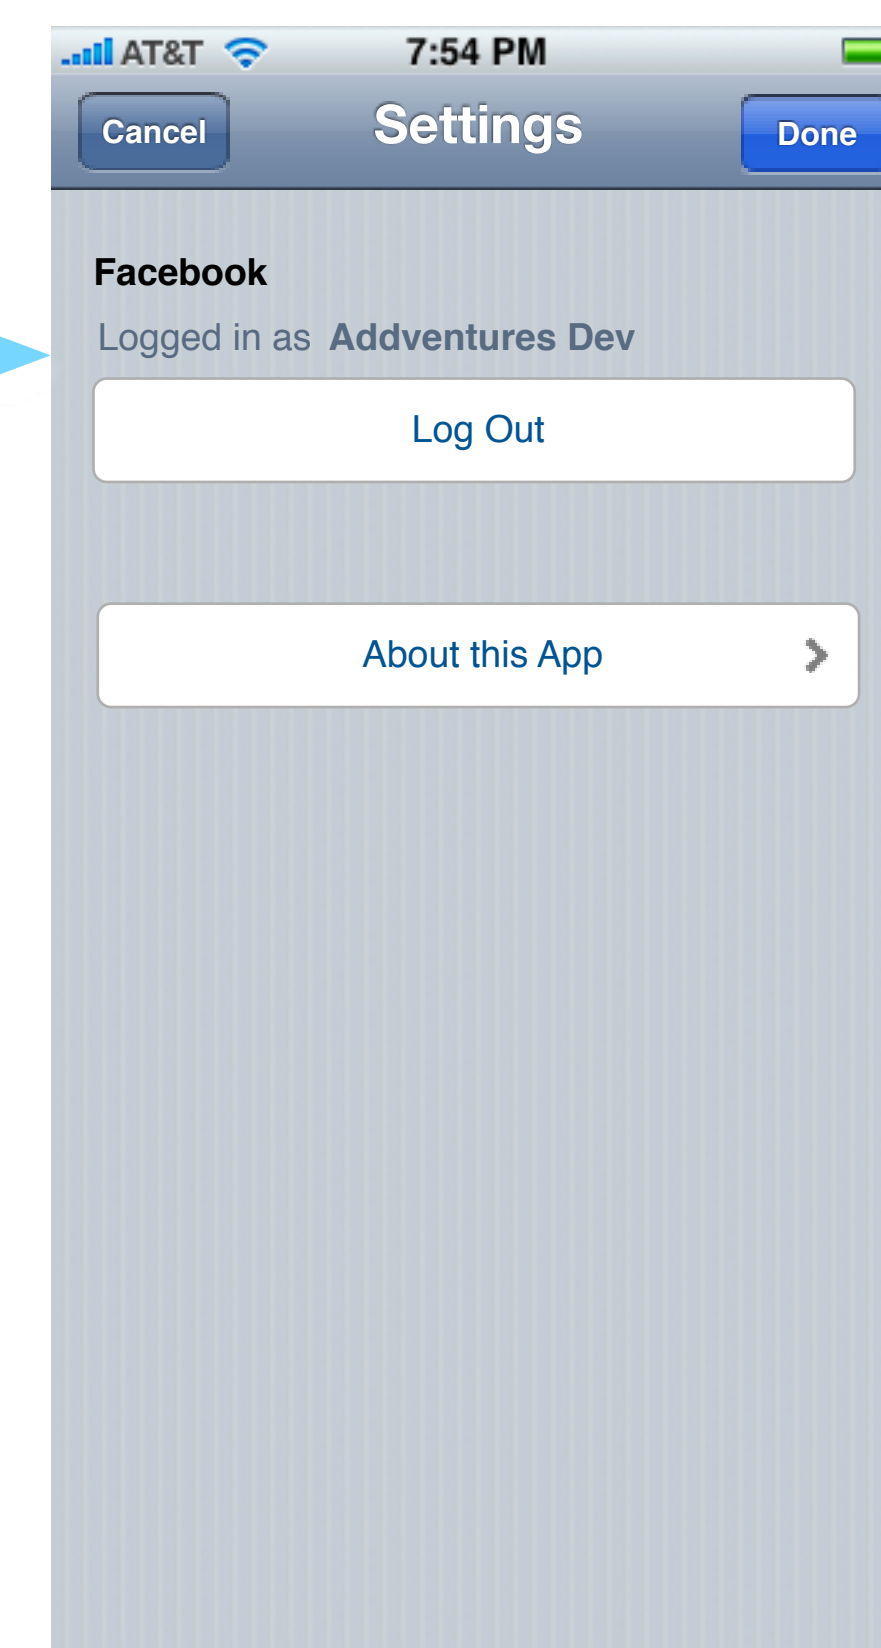 AT&T 7:54 PM
Cancel Settings Done
Facebook
Logged in as Addventures Dev
Log Out
About this App